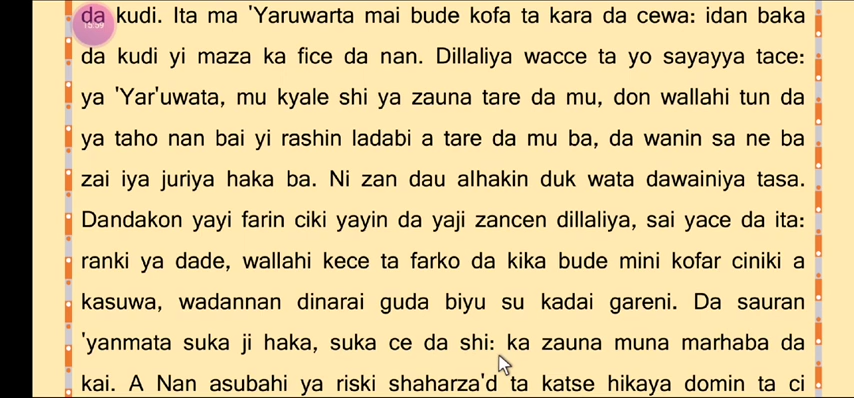 da kudi. Ita ma 'Yaruwarta mai bude kofa ta kara da cewa: idan baka
da kudi yi maza ka fice da nan. Dillaliya wacce ta yo sayayya tace:
ya 'Yar'uwata, mu kyale shi ya zauna tare da mu, don wallahi tun da
ya taho nan bai yi rashin ladabi a tare da mu ba, da wanin sa ne ba
zai iya juriya haka ba. Ni zan dau alhakin duk wata dawainiya tasa.
Dandakon yayi farin ciki yayin da yaji zancen dillaliya, sai yace da ita:
ranki ya dade, wallahi kece ta farko da kika bude mini kofar ciniki a
kasuwa, wadannan dinarai guda biyu su kadai gareni. Da sauran
'yanmata suka ji haka, suka ce da shi: ka zauna muna marhaba da
kai. A Nan asubahi ya riski shaharza'd ta katse hikaya domin ta ci